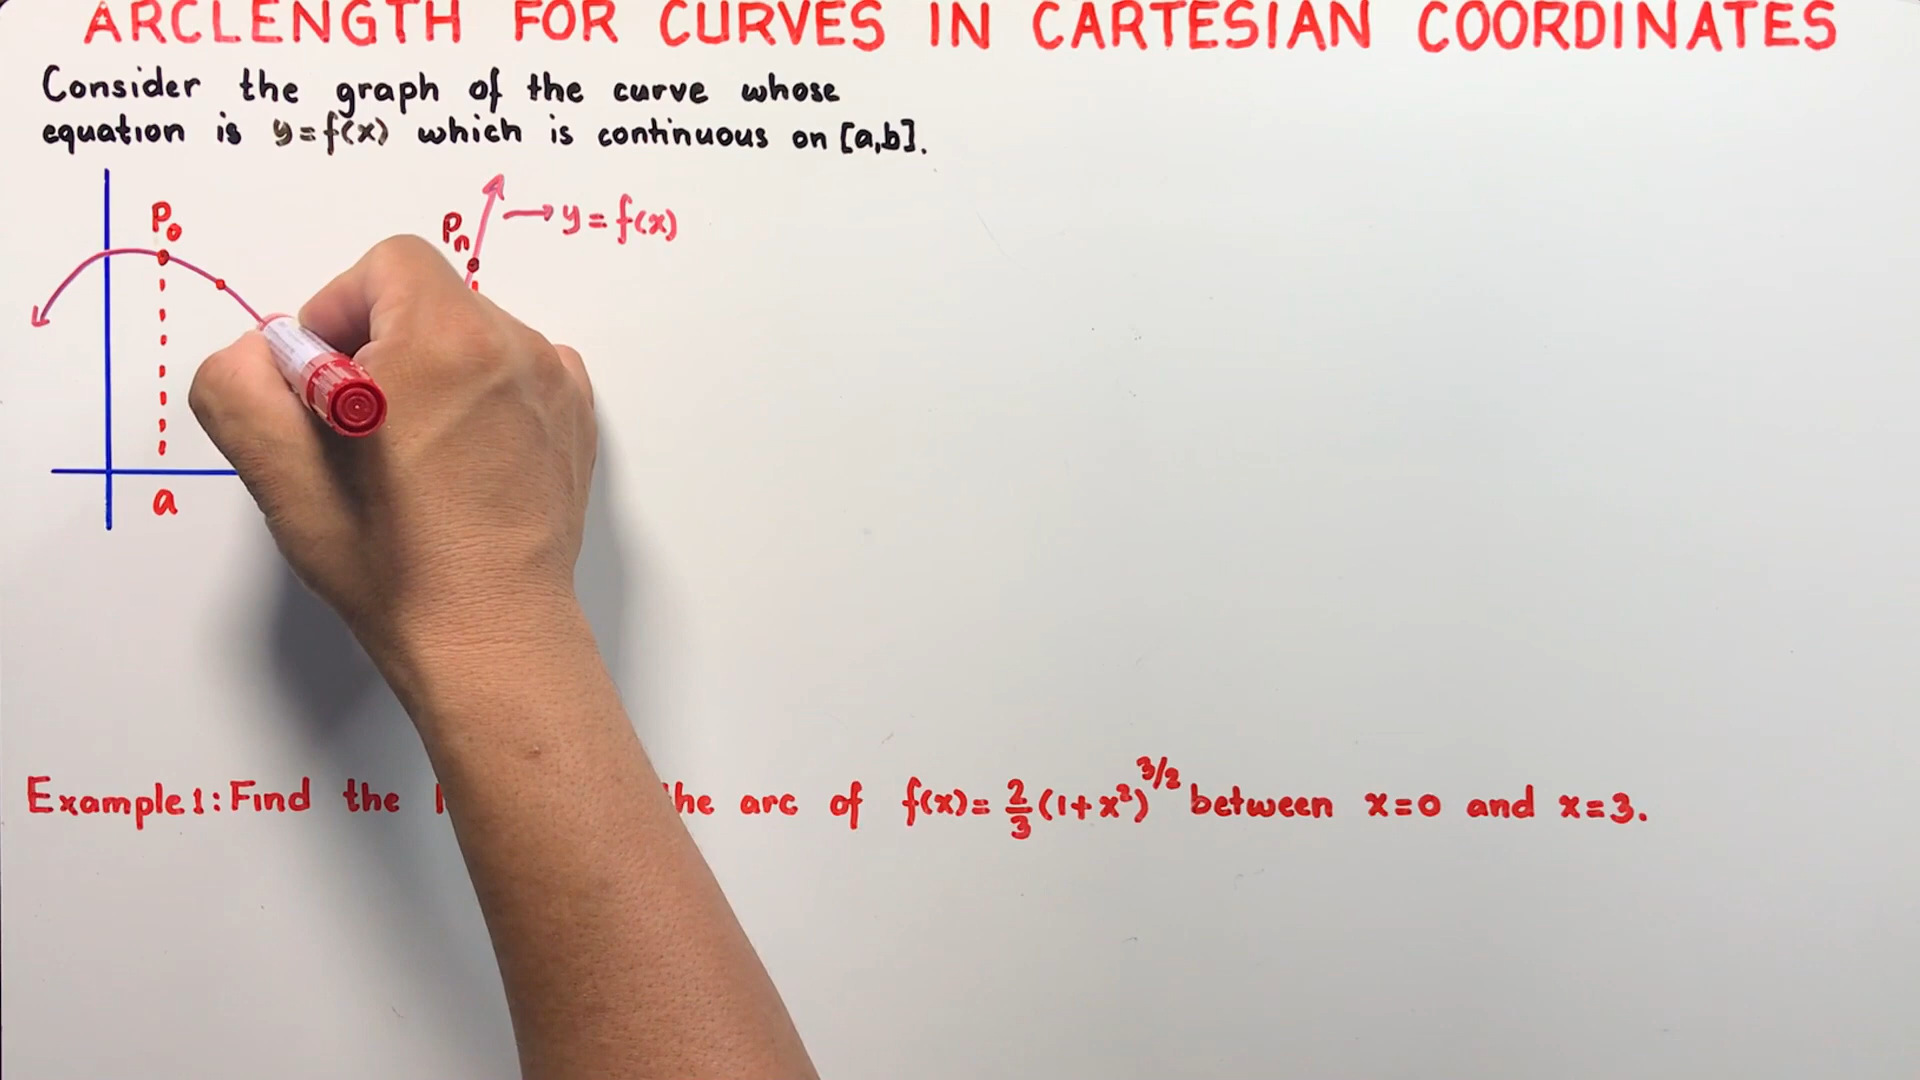 ARCLENGTH FOR CURVES IN CARTESIAN COORDINATES
Consider the graph of the curve whose
equation is y=f(x) which is continuous on [a,b].
P₀
Pₙ
→ y = f(x)
a
Example 1: Find the arc of f(x)= 2/3 (1+x²)^3/2 between x=0 and x=3.